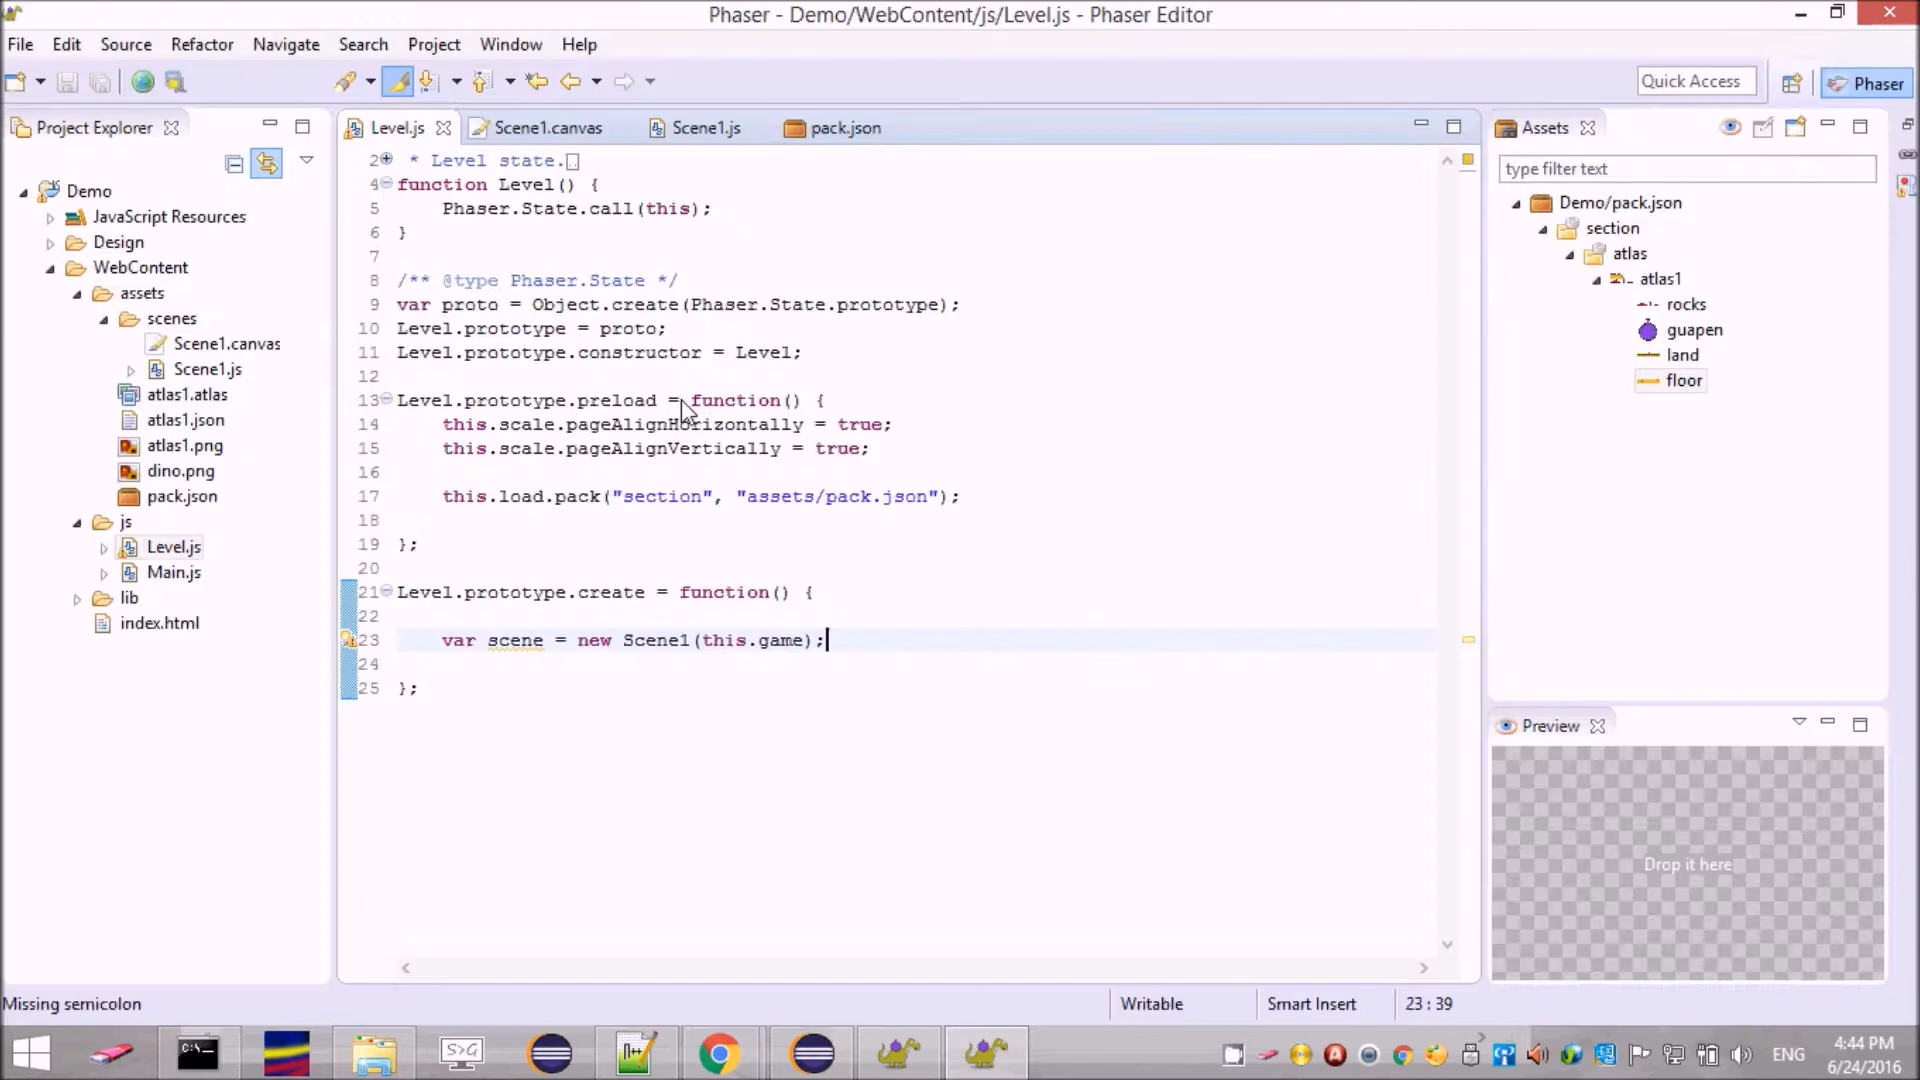 Phaser - Demo/WebContent/js/Level.js - Phaser Editor
File Edit Source Refactor Navigate Search Project Window Help
Quick Access
Phaser
Project Explorer
Demo
JavaScript Resources
Design
WebContent
assets
scenes
Scene1.canvas
Scene1.js
atlas1.atlas
atlas1.json
atlas1.png
dino.png
pack.json
js
Level.js
Main.js
lib
index.html
Level.js Scene1.canvas Scene1.js pack.json
2 * Level state.
4 function Level() {
5 Phaser.State.call(this);
6 }
7
8 /** @type Phaser.State */
9 var proto = Object.create(Phaser.State.prototype);
10 Level.prototype = proto;
11 Level.prototype.constructor = Level;
12
13 Level.prototype.preload = function() {
14 this.scale.pageAlignHorizontally = true;
15 this.scale.pageAlignVertically = true;
16
17 this.load.pack("section", "assets/pack.json");
18
19 };
20
21 Level.prototype.create = function() {
22
23 var scene = new Scene1(this.game);
24
25 };
Assets
type filter text
Demo/pack.json
section
atlas
atlas1
rocks
guapen
land
floor
Preview
Drop it here
Missing semicolon
Writable
Smart Insert
23 : 39
C:\.
S>G
ENG
4:44 PM
6/24/2016